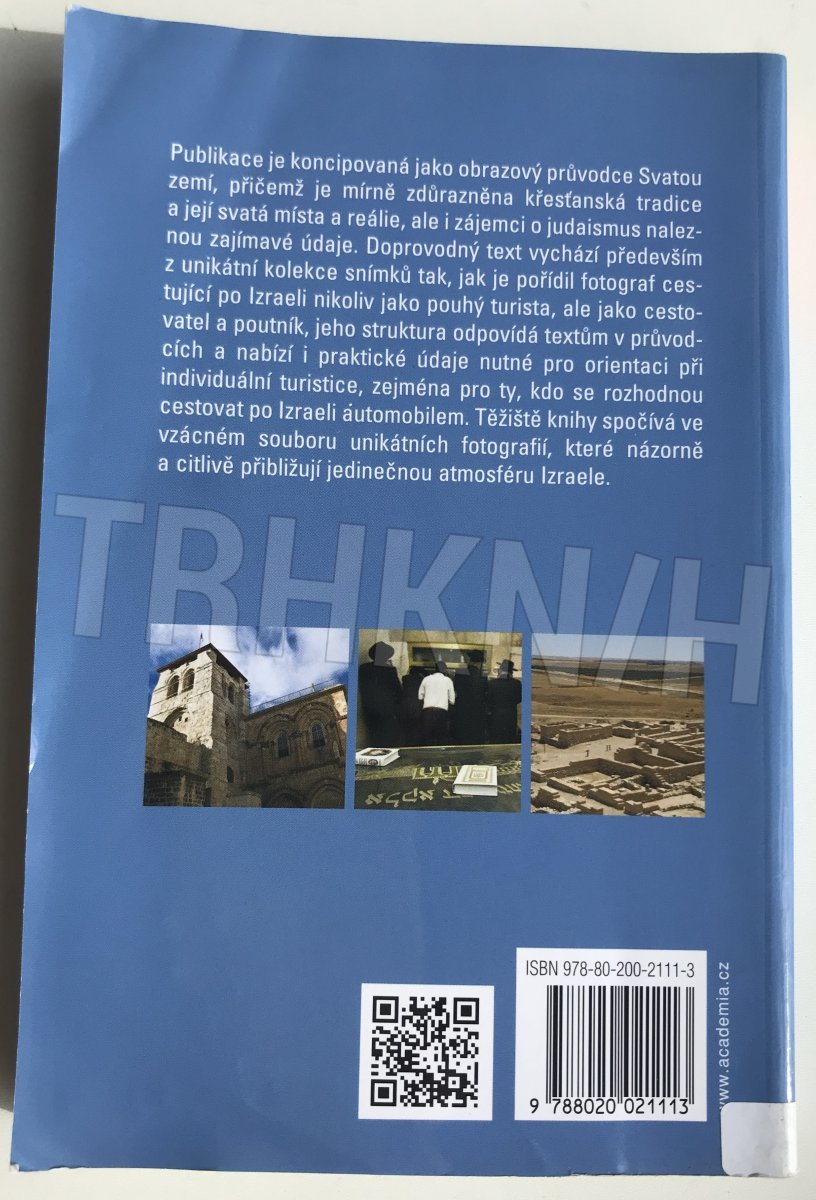 Publikace je koncipovaná jako obrazový průvodce Svatou
zemí, přičemž je mírně zdůrazněna křesťanská tradice
a její svatá místa a reálie, ale i zájemci o judaismus nalez-
nou zajímavé údaje. Doprovodný text vychází především
z unikátní kolekce snímků tak, jak je pořídil fotograf ces-
tující po Izraeli nikoliv jako pouhý turista, ale jako cesto-
vatel a poutník, jeho struktura odpovídá textům v průvod-
cích a nabízí i praktické údaje nutné pro orientaci při
individuální turistice, zejména pro ty, kdo se rozhodnou
cestovat po Izraeli automobilem. Těžiště knihy spočívá ve
vzácném souboru unikátních fotografií, které názorně
a citlivě přibližují jedinečnou atmosféru Izraele.
TRHKN/H
ISBN 978-80-200-2111-3
9 788020 021113
www.academia.cz